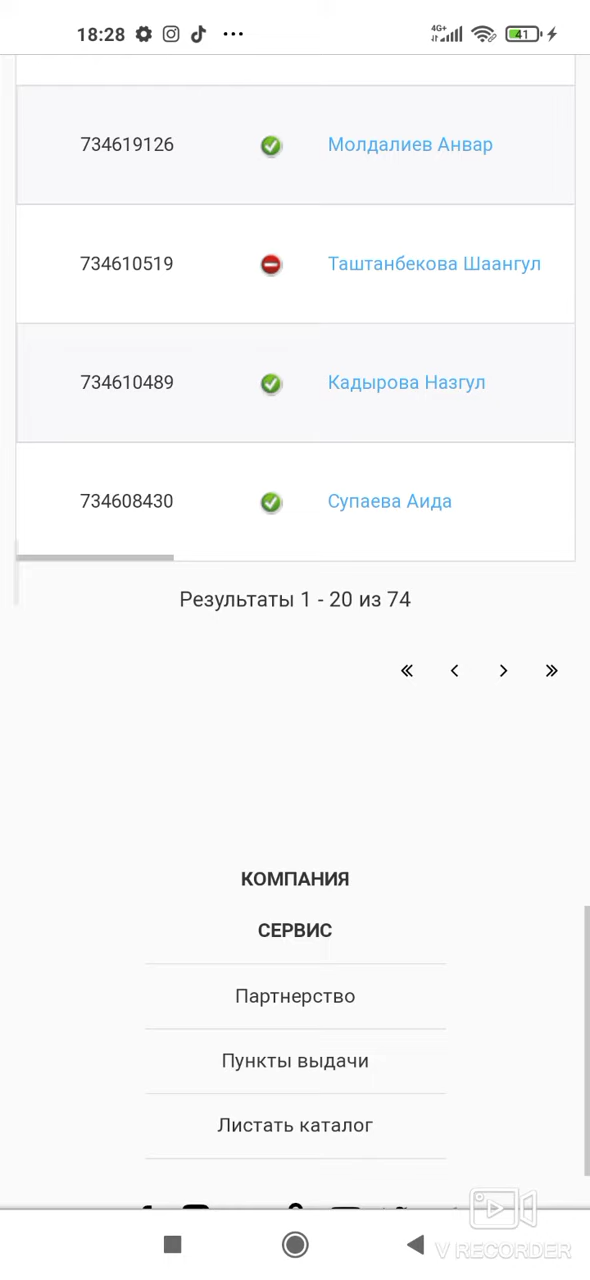 18:28
4G+
41
734619126 Молдалиев Анвар
734610519 Таштанбекова Шаангул
734610489 Кадырова Назгул
734608430 Супаева Аида
Результаты 1 - 20 из 74
КОМПАНИЯ
СЕРВИС
Партнерство
Пункты выдачи
Листать каталог
V RECORDER